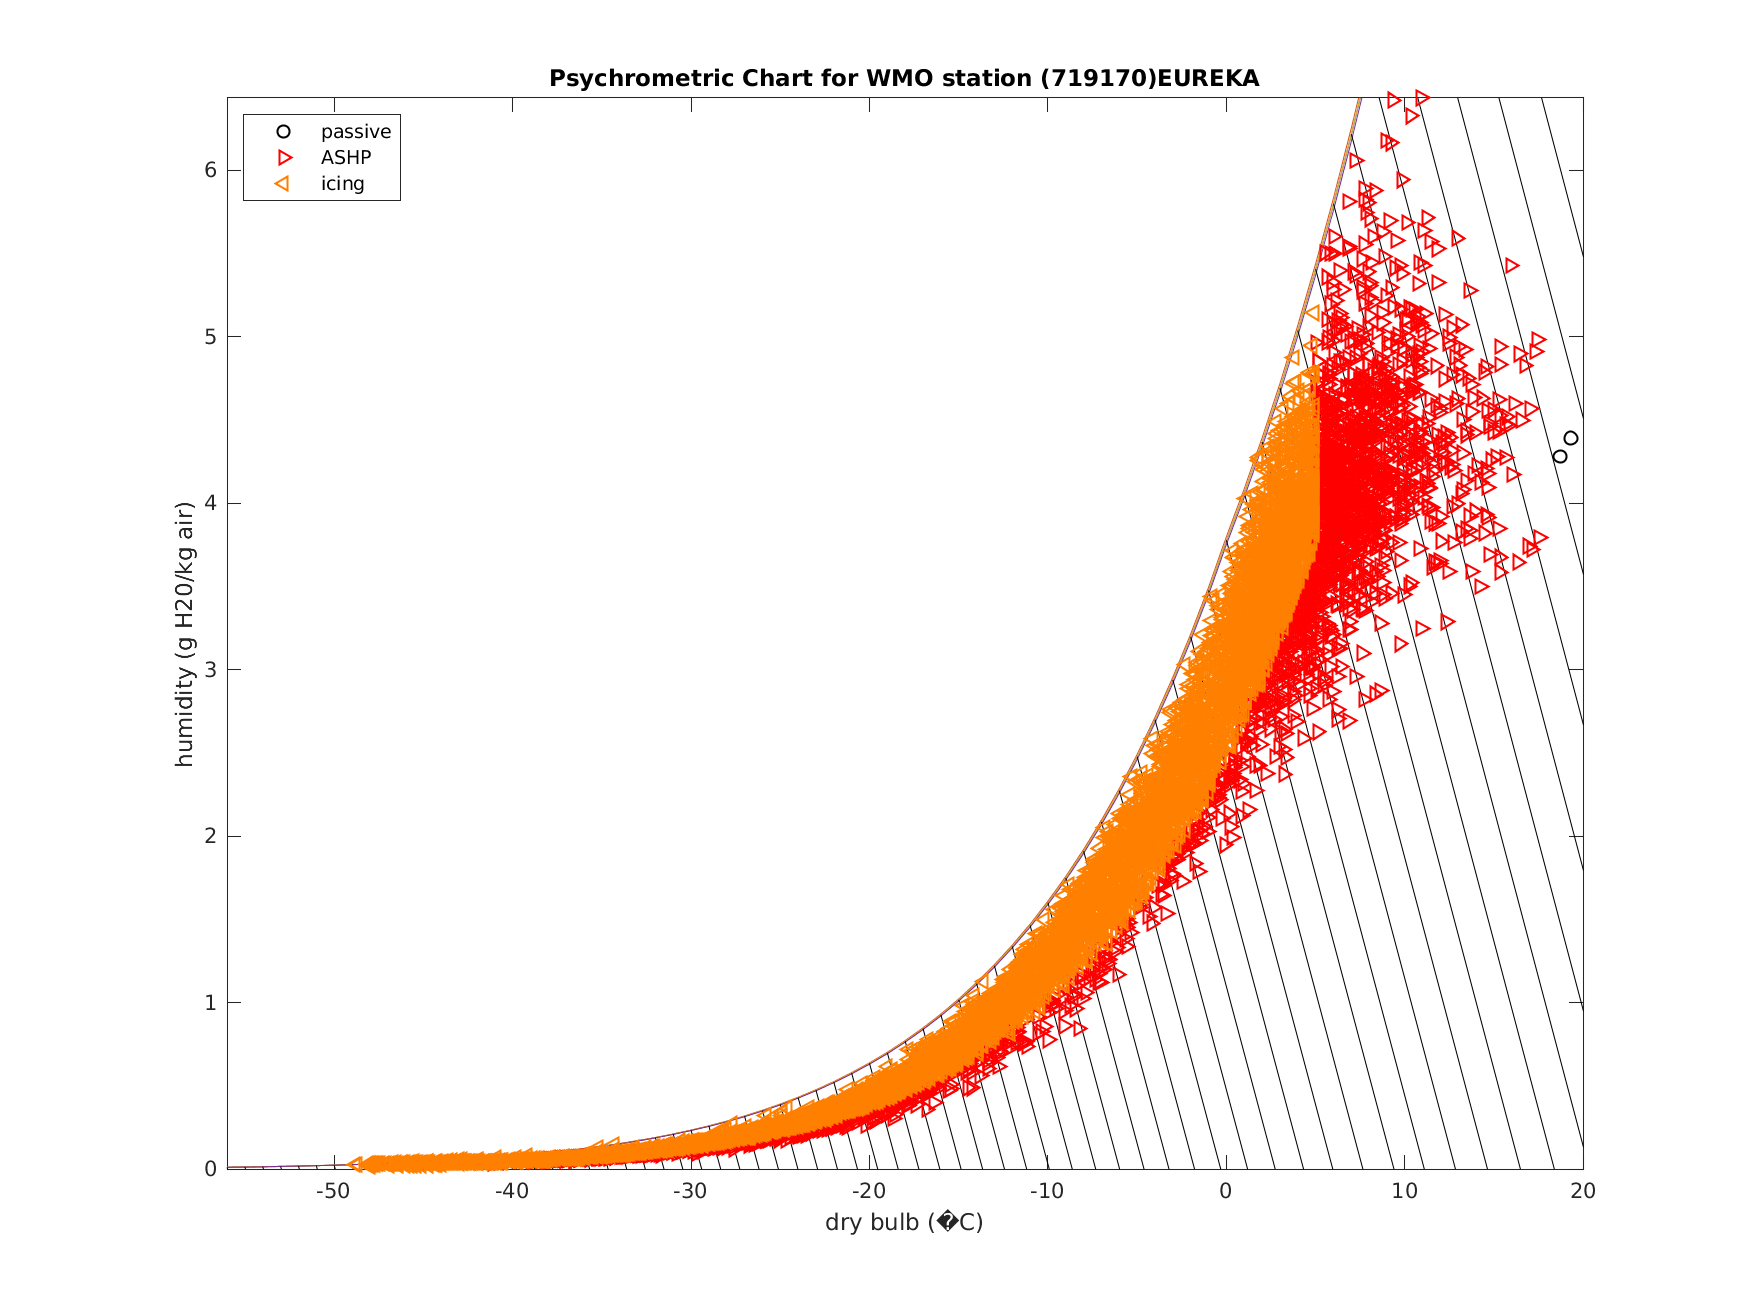 Psychrometric Chart for WMO station (719170)EUREKA
passive
ASHP
icing
6
5
4
3
2
1
0
humidity (g H20/kg air)
-50 -40 -30 -20 -10 0 10 20
dry bulb (�C)